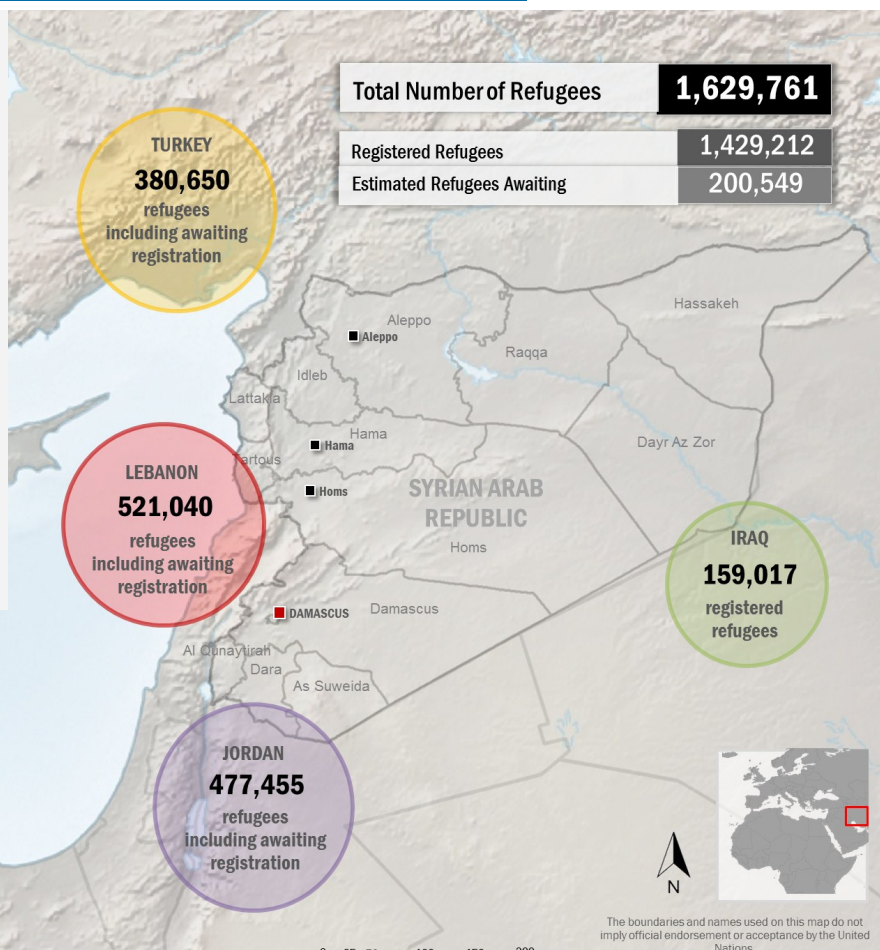 Total Number of Refugees 1,629,761
Registered Refugees 1,429,212
Estimated Refugees Awaiting 200,549
TURKEY
380,650
refugees
including awaiting
registration
Hassakeh
Aleppo
Aleppo
Raqqa
Idleb
Lattakia
Hama
Hama
Dayr Az Zor
Tartous
LEBANON
521,040
refugees
including awaiting
registration
Homs
SYRIAN ARAB
REPUBLIC
Homs
IRAQ
159,017
registered
refugees
DAMASCUS
Damascus
Al Qunaytirah
Dara
As Suweida
JORDAN
477,455
refugees
including awaiting
registration
N
The boundaries and names used on this map do not
imply official endorsement or acceptance by the United
Nations